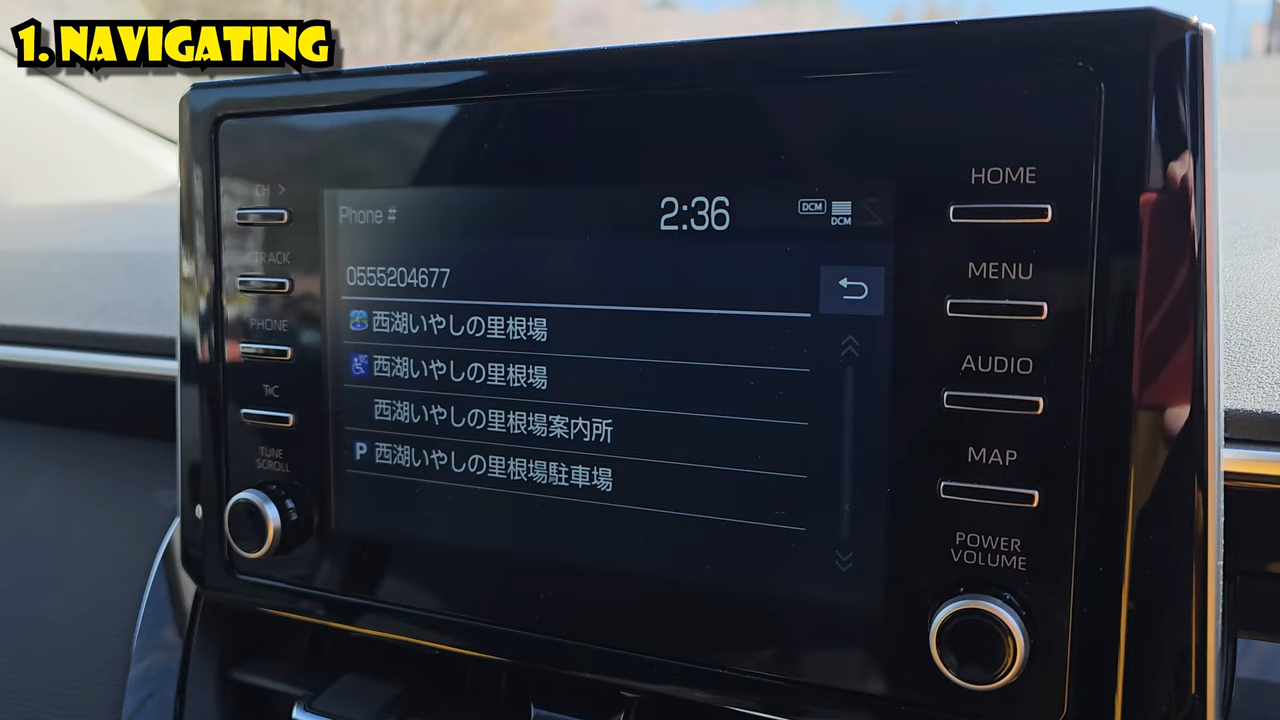 1. NAVIGATING
CH >
TRACK
PHONE
TUNE
SCROLL
Phone #
2:36
DCM
DCM
0555204677
西湖いやしの里根場
西湖いやしの里根場
西湖いやしの里根場案内所
P 西湖いやしの里根場駐車場
HOME
MENU
AUDIO
MAP
POWER
VOLUME